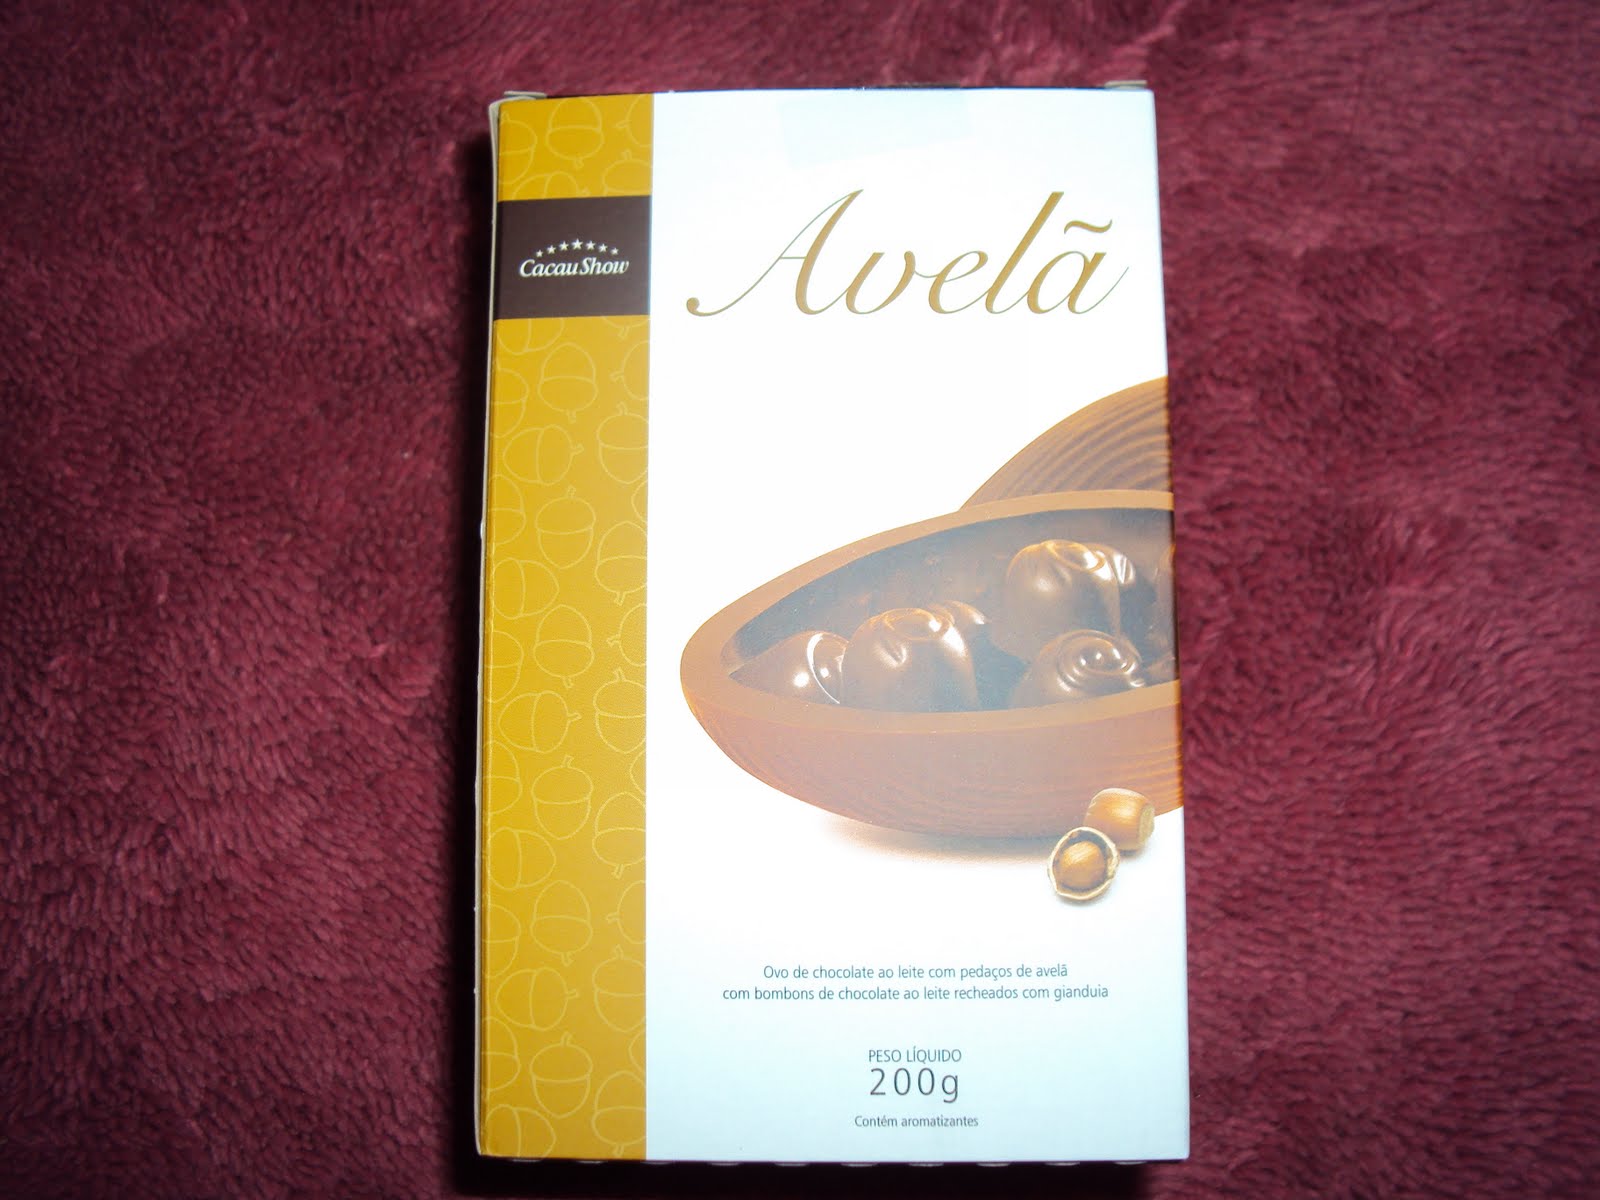 CacauShow
Avelã
Ovo de chocolate ao leite com pedaços de avelã
com bombons de chocolate ao leite recheados com gianduia
PESO LÍQUIDO
200g
Contém aromatizantes